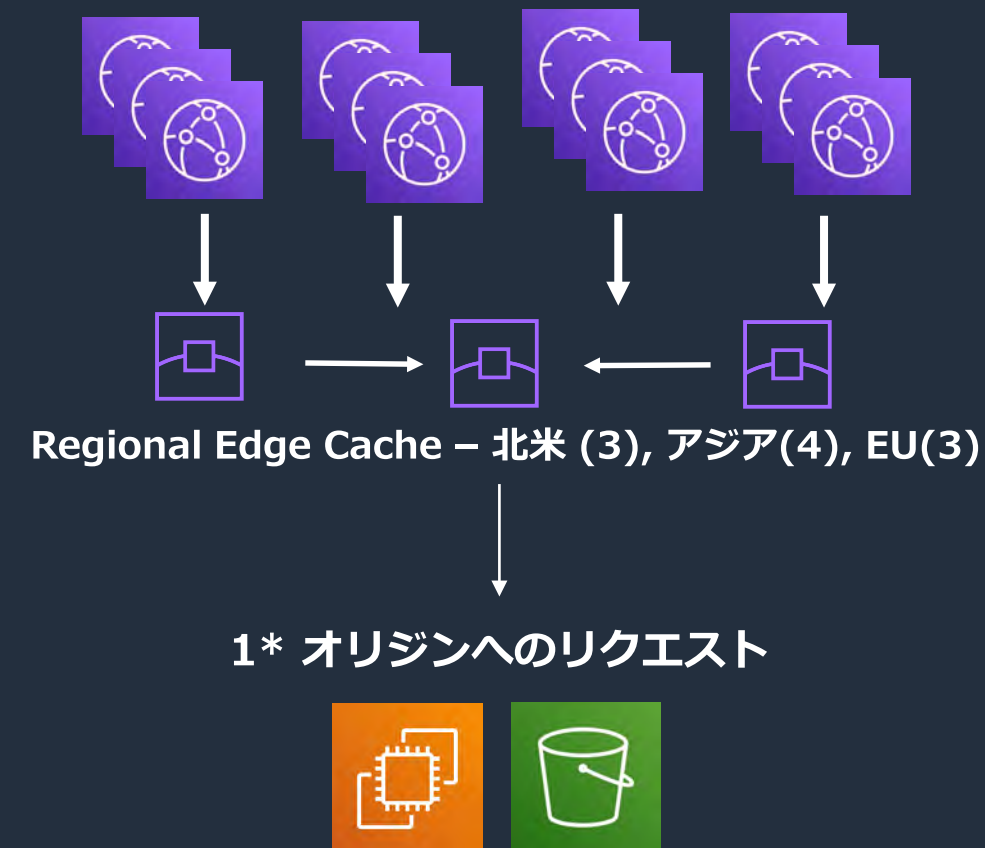 Regional Edge Cache – 北米 (3), アジア(4), EU(3)
1* オリジンへのリクエスト